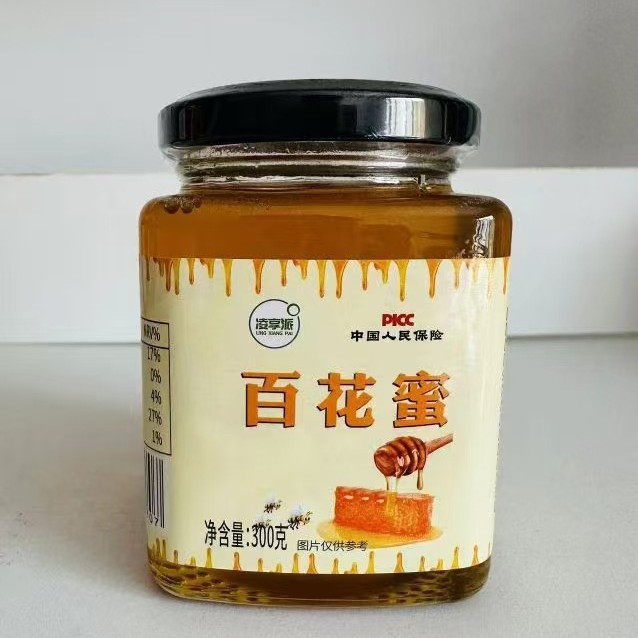 凌享派
LING XIANG PAI
PICC
中国人民保险
百花蜜
净含量:300克
图片仅供参考
NRV%
17%
0%
4%
27%
1%